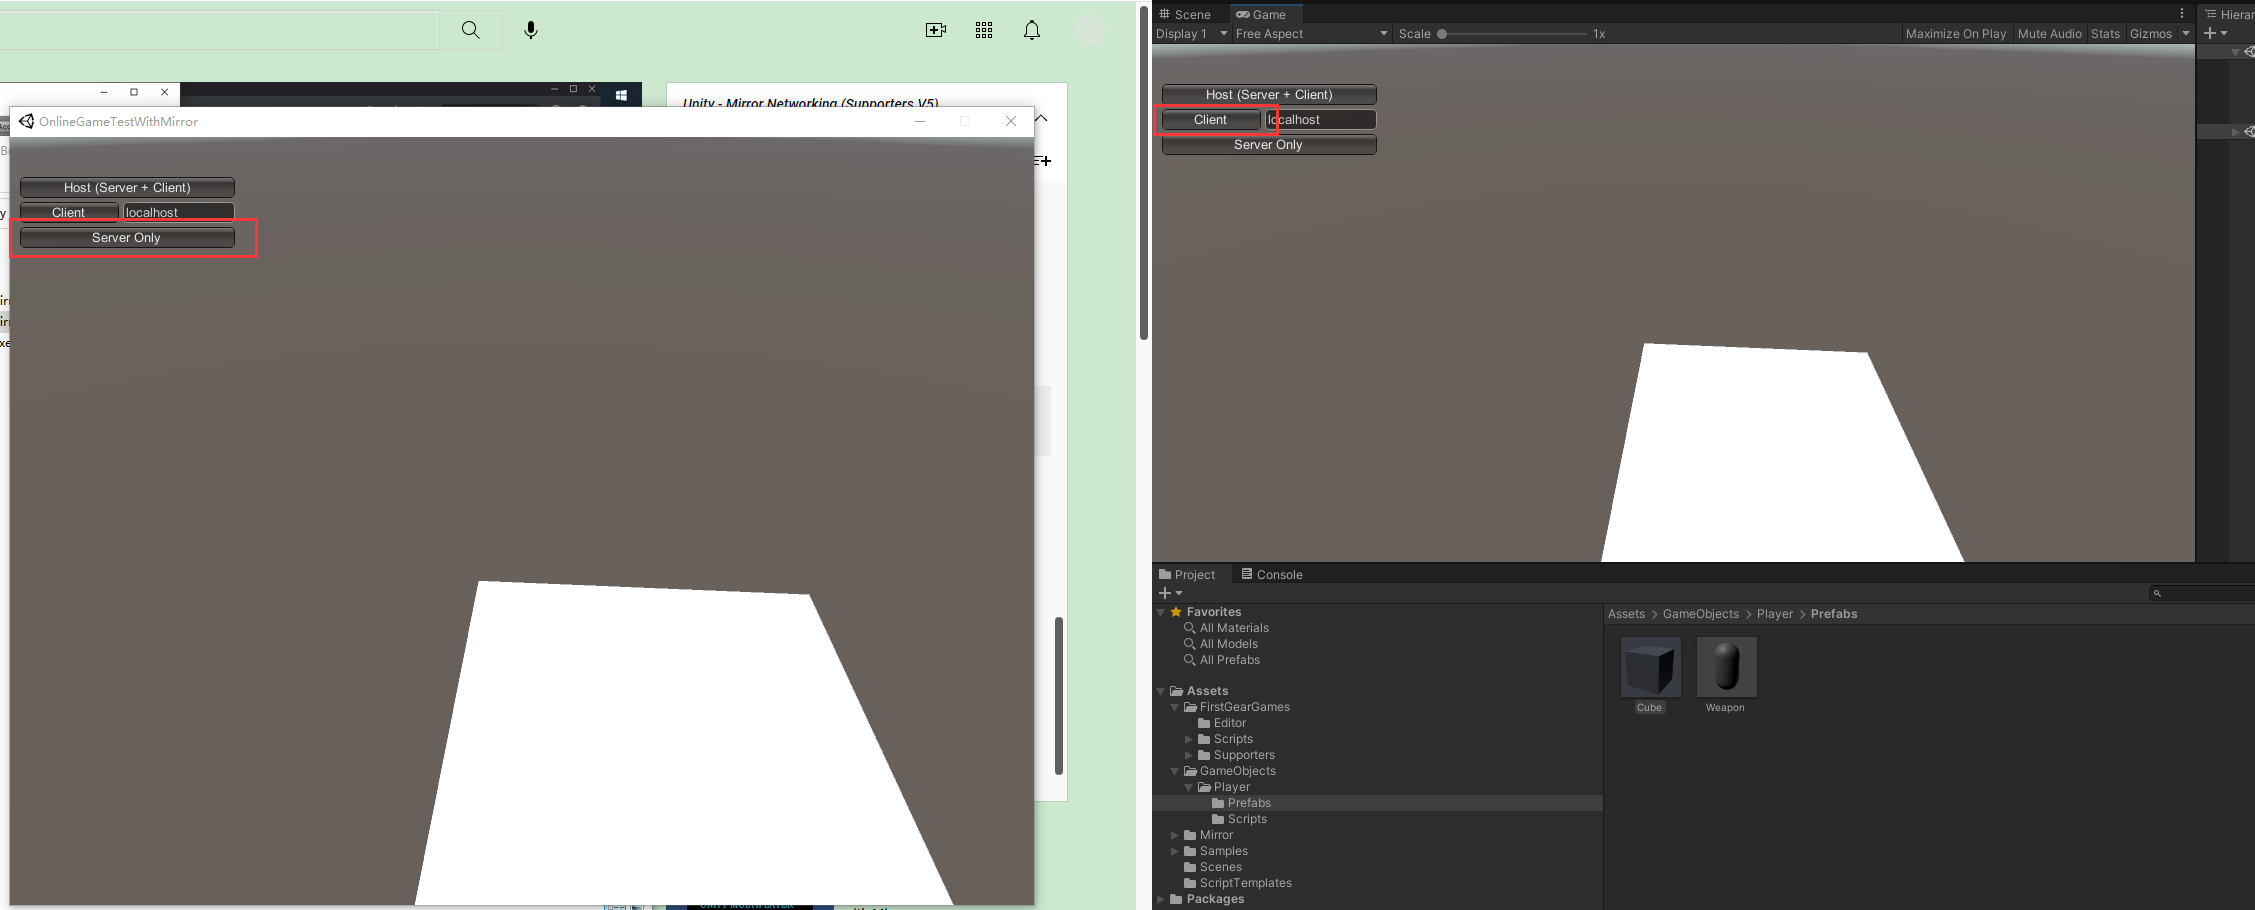 Unity - Mirror Networking (Supporters V5)
OnlineGameTestWithMirror
Host (Server + Client)
Client
localhost
Server Only
Scene
Game
Hierar
Display 1
Free Aspect
Scale
1x
Maximize On Play
Mute Audio
Stats
Gizmos
Host (Server + Client)
Client
localhost
Server Only
Project
Console
Favorites
All Materials
All Models
All Prefabs
Assets
FirstGearGames
Editor
Scripts
Supporters
GameObjects
Player
Prefabs
Scripts
Mirror
Samples
Scenes
ScriptTemplates
Packages
Assets > GameObjects > Player > Prefabs
Cube
Weapon